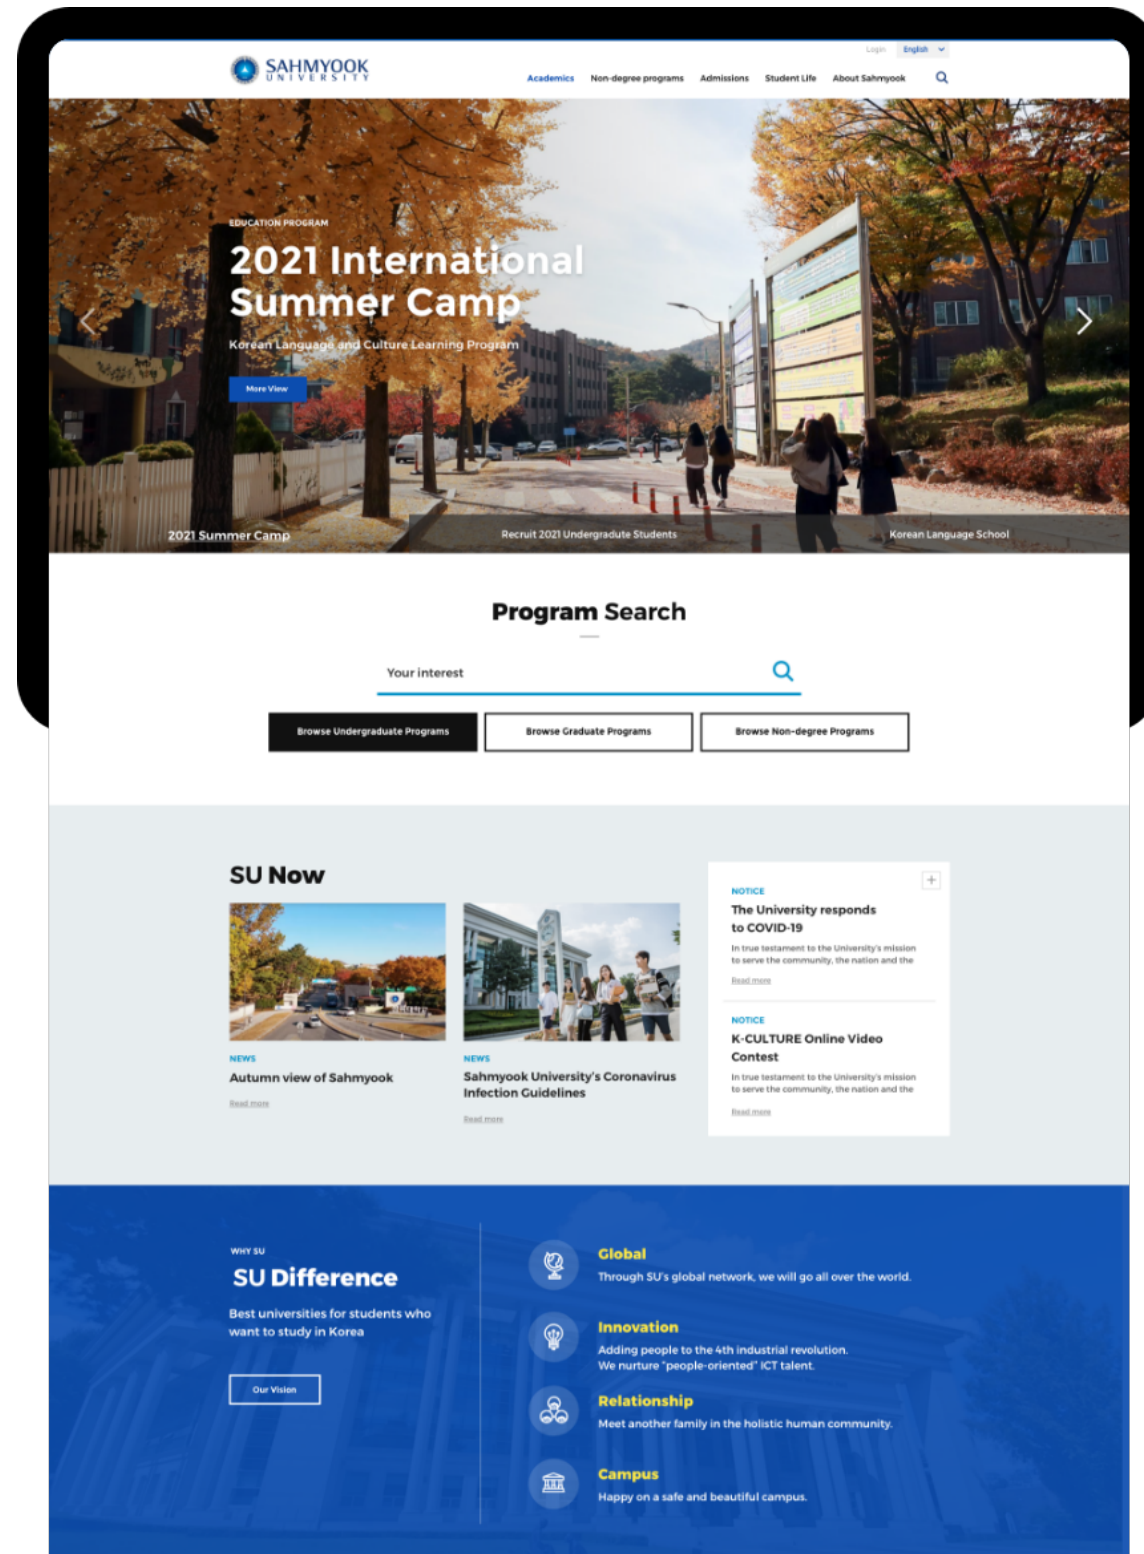 Login English
SAHMYOOK
UNIVERSITY
Academics Non-degree programs Admissions Student Life About Sahmyook
EDUCATION PROGRAM
2021 International
Summer Camp
Korean Language and Culture Learning Program
More View
2021 Summer Camp Recruit 2021 Undergradute Students Korean Language School
Program Search
Your interest
Browse Undergraduate Programs Browse Graduate Programs Browse Non-degree Programs
SU Now
NEWS
Autumn view of Sahmyook
Read more
NEWS
Sahmyook University's Coronavirus
Infection Guidelines
Read more
NOTICE
The University responds
to COVID-19
In true testament to the University's mission
to serve the community, the nation and the
Read more
NOTICE
K-CULTURE Online Video
Contest
In true testament to the University's mission
to serve the community, the nation and the
Read more
WHY SU
SU Difference
Best universities for students who
want to study in Korea
Our Vision
Global
Through SU's global network, we will go all over the world.
Innovation
Adding people to the 4th industrial revolution.
We nurture "people-oriented" ICT talent.
Relationship
Meet another family in the holistic human community.
Campus
Happy on a safe and beautiful campus.